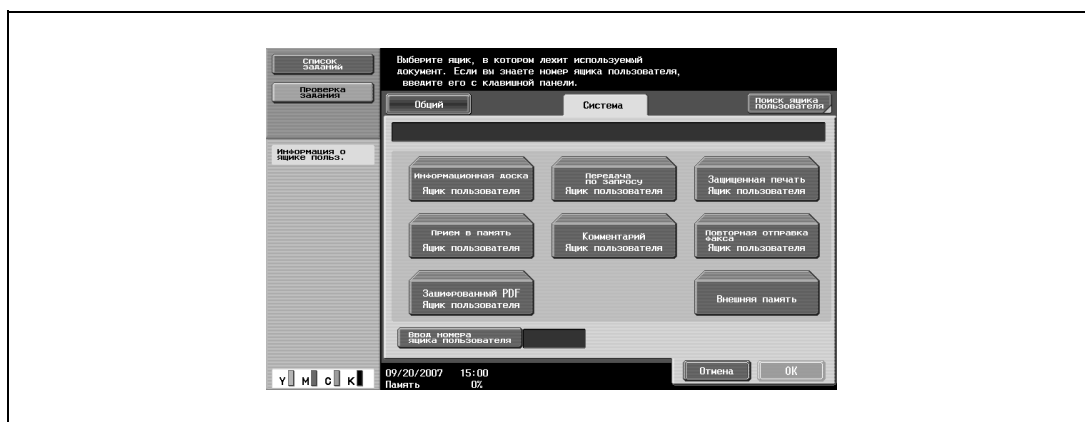 Список
заданий
Проверка
задания
Информация о
ящике польз.
Выберите ящик, в котором лежит используемый
документ. Если вы знаете номер ящика пользователя,
введите его с клавишной панели.
Общий
Система
Поиск ящика
пользователя
Информационная доска
Ящик пользователя
Передача
по запросу
Ящик пользователя
Защищенная печать
Ящик пользователя
Прием в память
Ящик пользователя
Комментарий
Ящик пользователя
Повторная отправка
факса
Ящик пользователя
Зашифрованный PDF
Ящик пользователя
Внешняя память
Ввод номера
ящика пользователя
Y M C K
09/20/2007 15:00
Память 0%
Отмена
OK